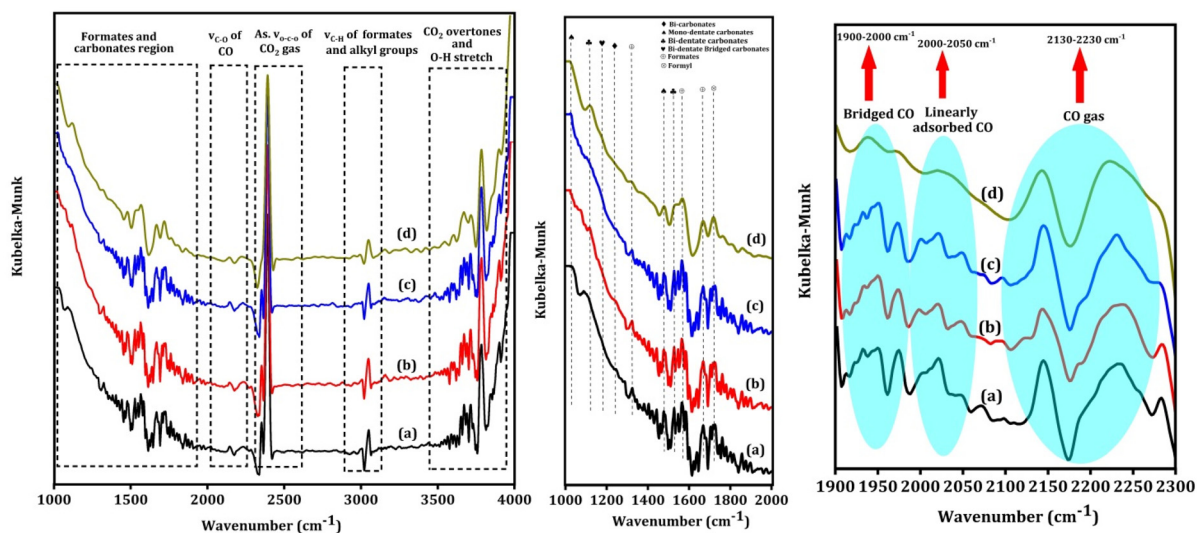 Formates and
carbonates region
νC-O of
CO
As. νo-c-o of
CO2 gas
νC-H of formates
and alkyl groups
CO2 overtones
and
O-H stretch
(d)
(c)
(b)
(a)
Kubelka-Munk
1000 1500 2000 2500 3000 3500 4000
Wavenumber (cm-1)
Bi-carbonates
Mono-dentate carbonates
Bi-dentate carbonates
Bi-dentate Bridged carbonates
Formates
Formyl
(d)
(c)
(b)
(a)
Kubelka-Munk
1000 1200 1400 1600 1800 2000
Wavenumber (cm-1)
1900-2000 cm-1
2000-2050 cm-1
2130-2230 cm-1
Bridged CO
Linearly
adsorbed CO
CO gas
(d)
(c)
(b)
(a)
Kubelka-Munk
1900 1950 2000 2050 2100 2150 2200 2250 2300
Wavenumber (cm-1)